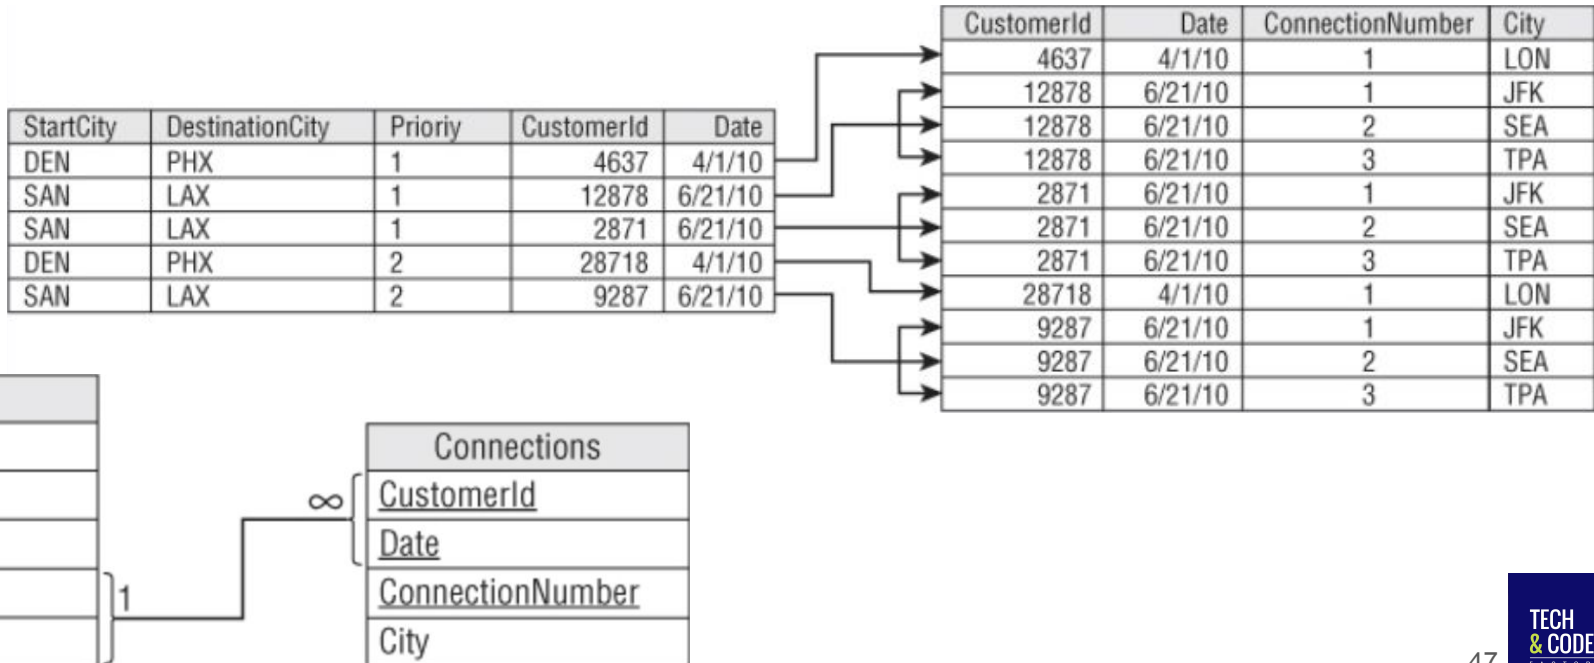 CustomerId Date ConnectionNumber City
4637 4/1/10 1 LON
12878 6/21/10 1 JFK
12878 6/21/10 2 SEA
12878 6/21/10 3 TPA
2871 6/21/10 1 JFK
2871 6/21/10 2 SEA
2871 6/21/10 3 TPA
28718 4/1/10 1 LON
9287 6/21/10 1 JFK
9287 6/21/10 2 SEA
9287 6/21/10 3 TPA
StartCity DestinationCity Prioriy CustomerId Date
DEN PHX 1 4637 4/1/10
SAN LAX 1 12878 6/21/10
SAN LAX 1 2871 6/21/10
DEN PHX 2 28718 4/1/10
SAN LAX 2 9287 6/21/10
Connections
∞ CustomerId
Date
1 ConnectionNumber
City
47
TECH
& CODE